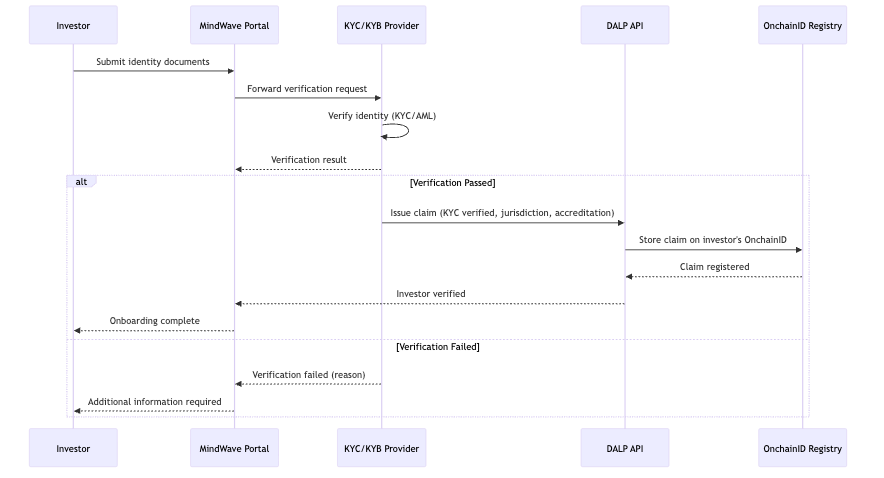 Investor
MindWave Portal
KYC/KYB Provider
DALP API
OnchainID Registry
Submit identity documents
Forward verification request
Verify identity (KYC/AML)
Verification result
alt
[Verification Passed]
Issue claim (KYC verified, jurisdiction, accreditation)
Store claim on investor's OnchainID
Claim registered
Investor verified
Onboarding complete
[Verification Failed]
Verification failed (reason)
Additional information required
Investor
MindWave Portal
KYC/KYB Provider
DALP API
OnchainID Registry